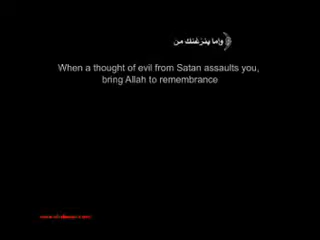 وإما ينزغنك من
When a thought of evil from Satan assaults you,
bring Allah to remembrance